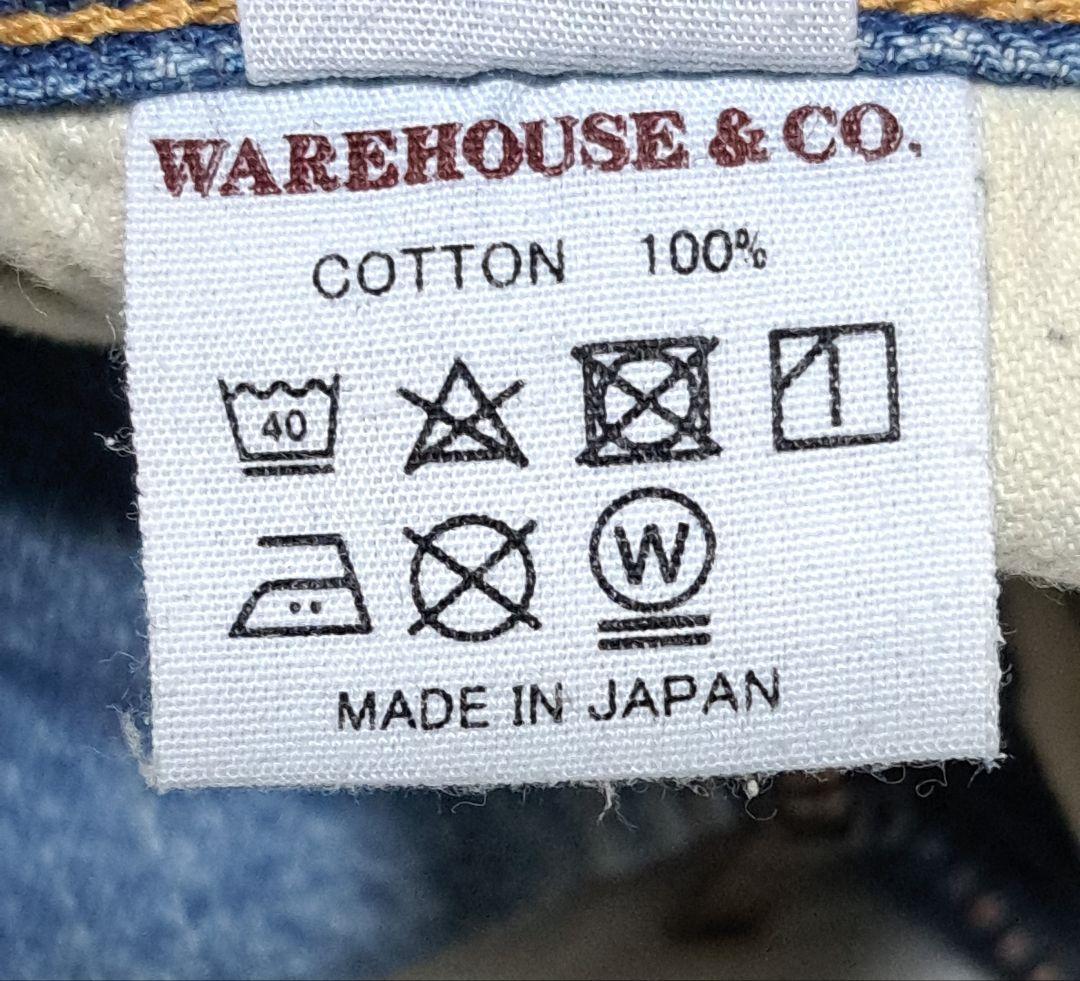 WAREHOUSE & CO.
COTTON 100%
40
W
MADE IN JAPAN